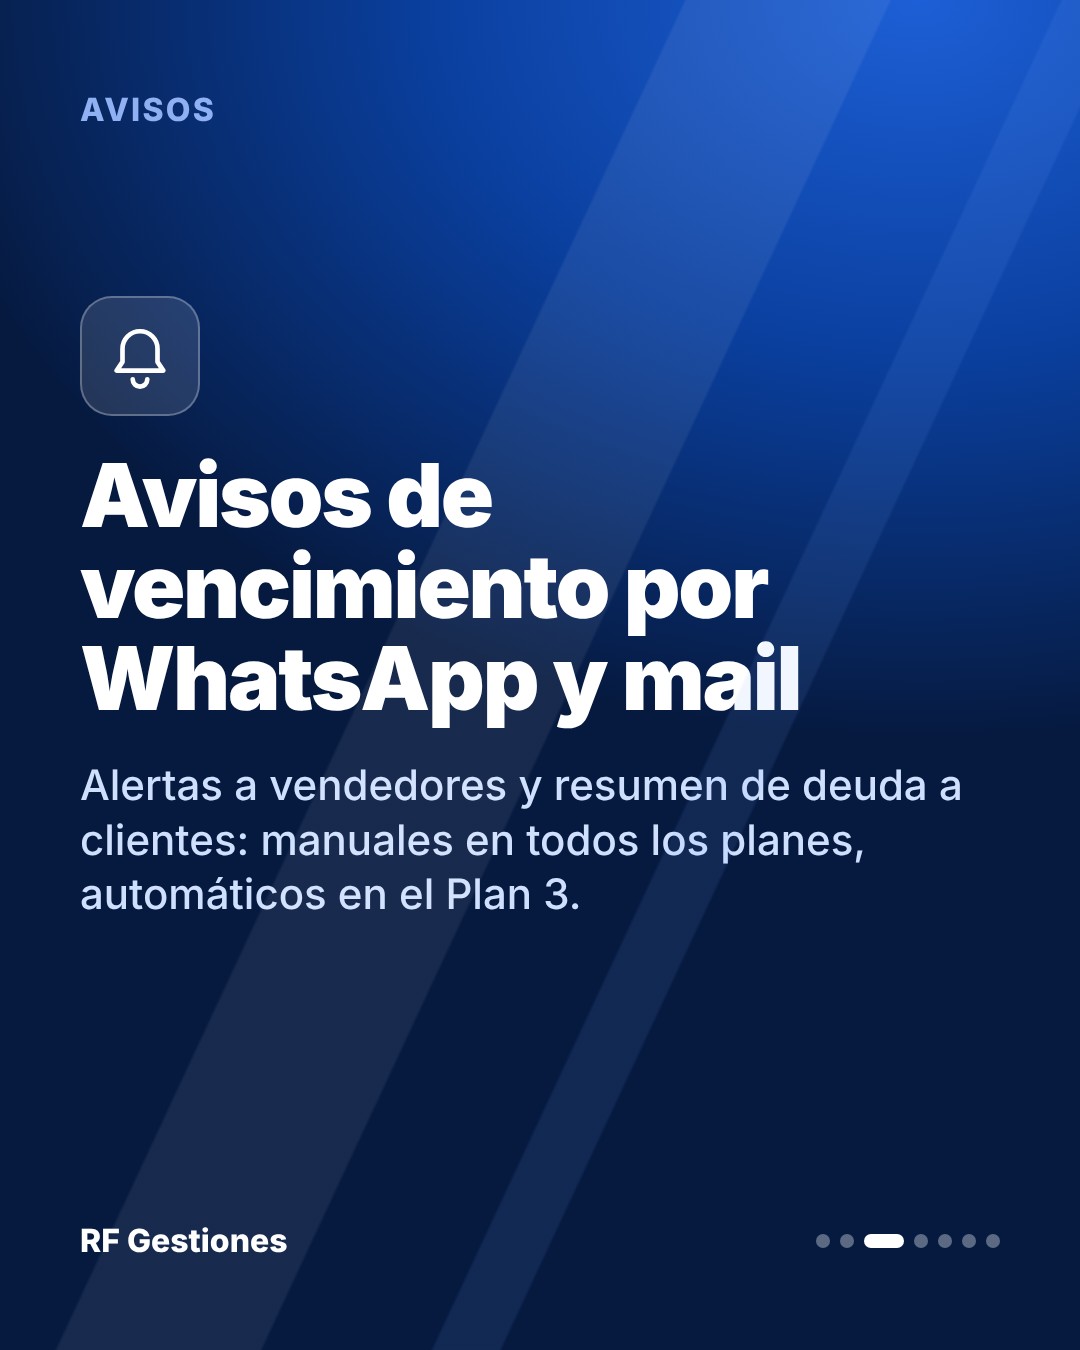 AVISOS
Avisos de
vencimiento por
WhatsApp y mail
Alertas a vendedores y resumen de deuda a
clientes: manuales en todos los planes,
automáticos en el Plan 3.
RF Gestiones